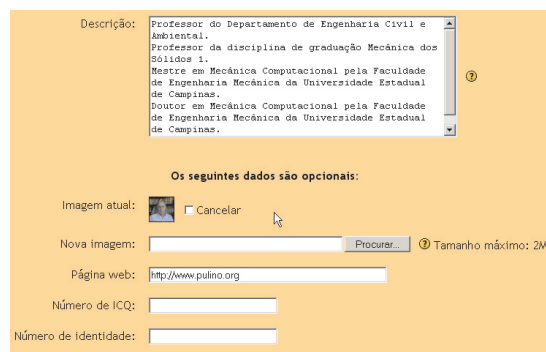 Descrição:
Professor do Departamento de Engenharia Civil e
Ambiental.
Professor da disciplina de graduação Mecânica dos
Sólidos 1.
Mestre em Mecânica Computacional pela Faculdade
de Engenharia Mecânica da Universidade Estadual
de Campinas.
Doutor em Mecânica Computacional pela Faculdade
de Engenharia Mecânica da Universidade Estadual
de Campinas.
Os seguintes dados são opcionais:
Imagem atual: Cancelar
Nova imagem: Procurar... ? Tamanho máximo: 2M
Página web: http://www.pulino.org
Número de ICQ:
Número de identidade: